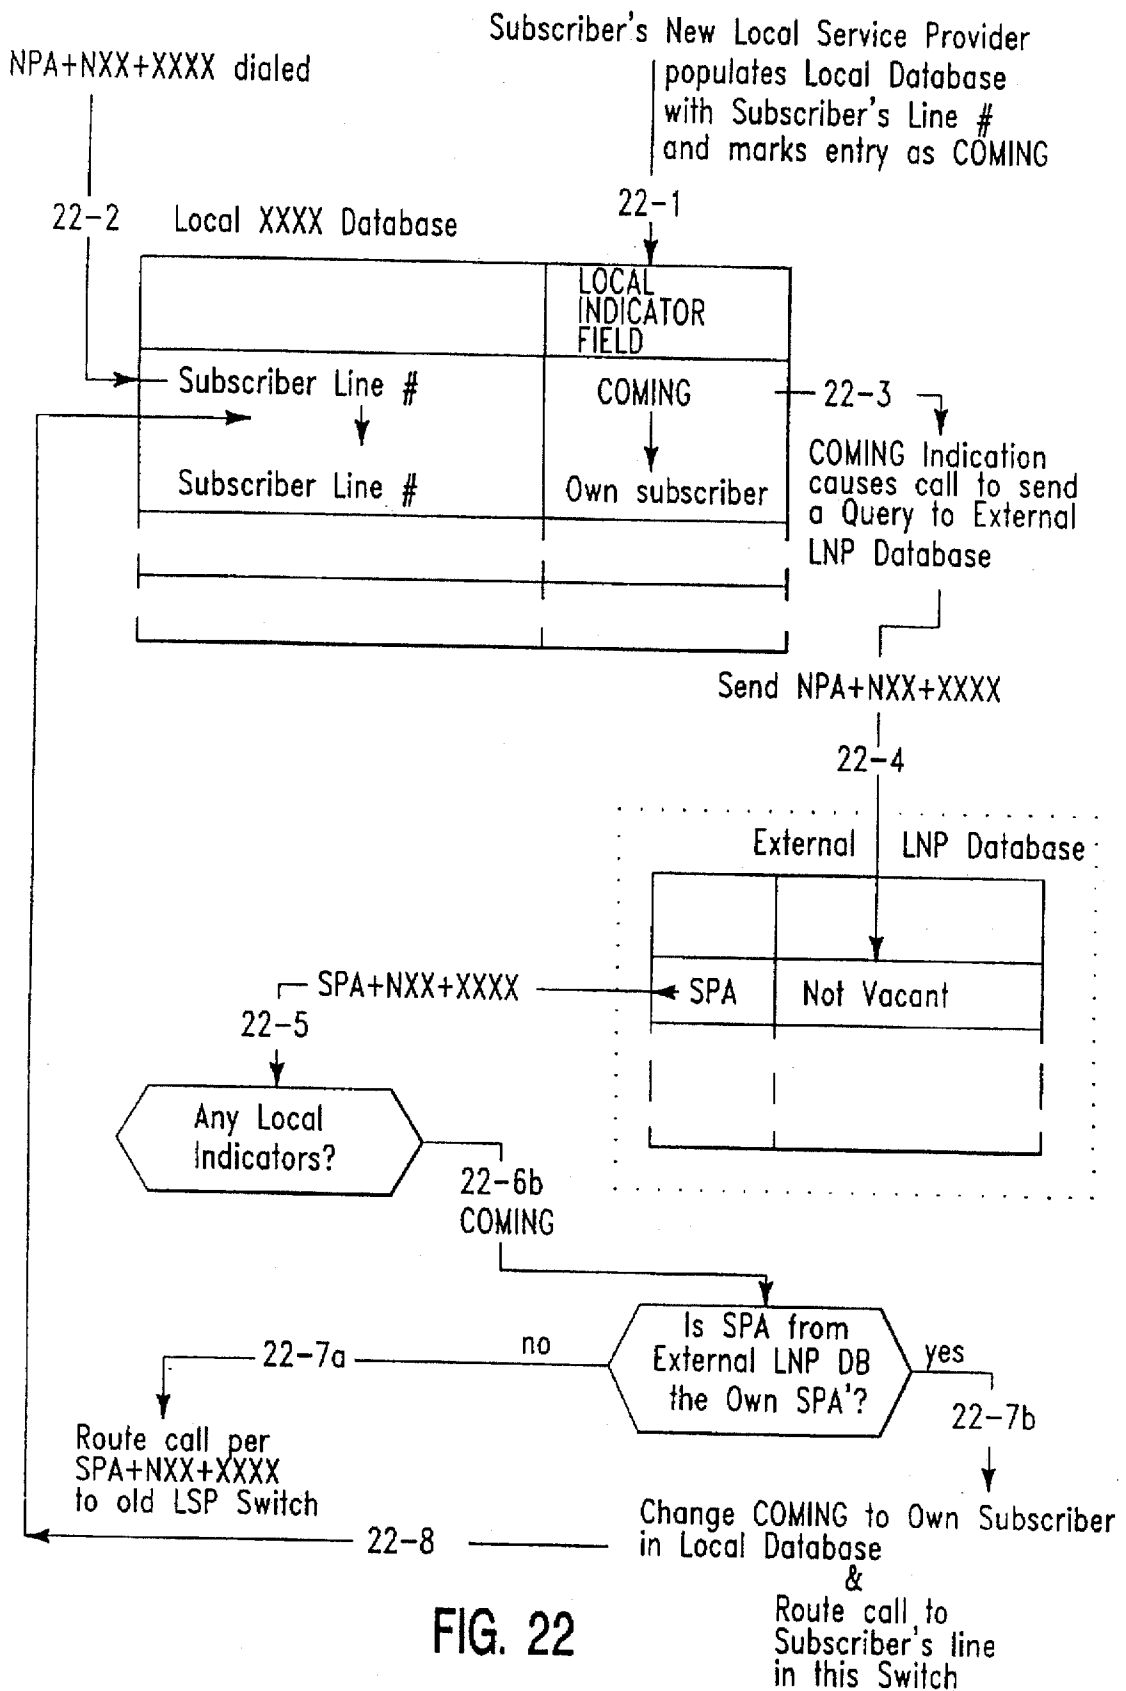 Subscriber's New Local Service Provider
populates Local Database
with Subscriber's Line #
and marks entry as COMING
NPA+NXX+XXXX dialed
22-1
22-2
Local XXXX Database
LOCAL
INDICATOR
FIELD
Subscriber Line #
COMING
22-3
Subscriber Line #
Own subscriber
COMING Indication
causes call to send
a Query to External
LNP Database
Send NPA+NXX+XXXX
22-4
External LNP Database
SPA+NXX+XXXX
SPA
Not Vacant
22-5
Any Local
Indicators?
22-6b
COMING
Is SPA from
External LNP DB
the Own SPA'?
no
yes
22-7a
22-7b
Route call per
SPA+NXX+XXXX
to old LSP Switch
Change COMING to Own Subscriber
in Local Database
&
Route call to
Subscriber's line
in this Switch
22-8
FIG. 22